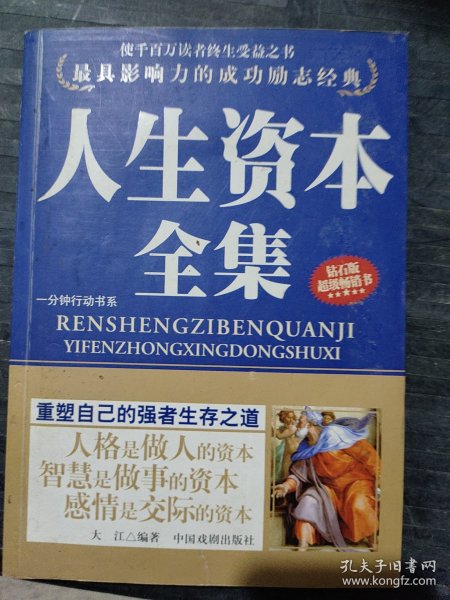 使千百万读者终生受益之书
最具影响力的成功励志经典
人生资本
全集
钻石版
超级畅销书
★★★★★
一分钟行动书系
RENSHENGZIBENQUANJI
YIFENZHONGXINGDONGSHUXI
重塑自己的强者生存之道
人格是做人的资本
智慧是做事的资本
感情是交际的资本
大 江△编著 中国戏剧出版社
孔夫子旧书网
www.kongfz.com